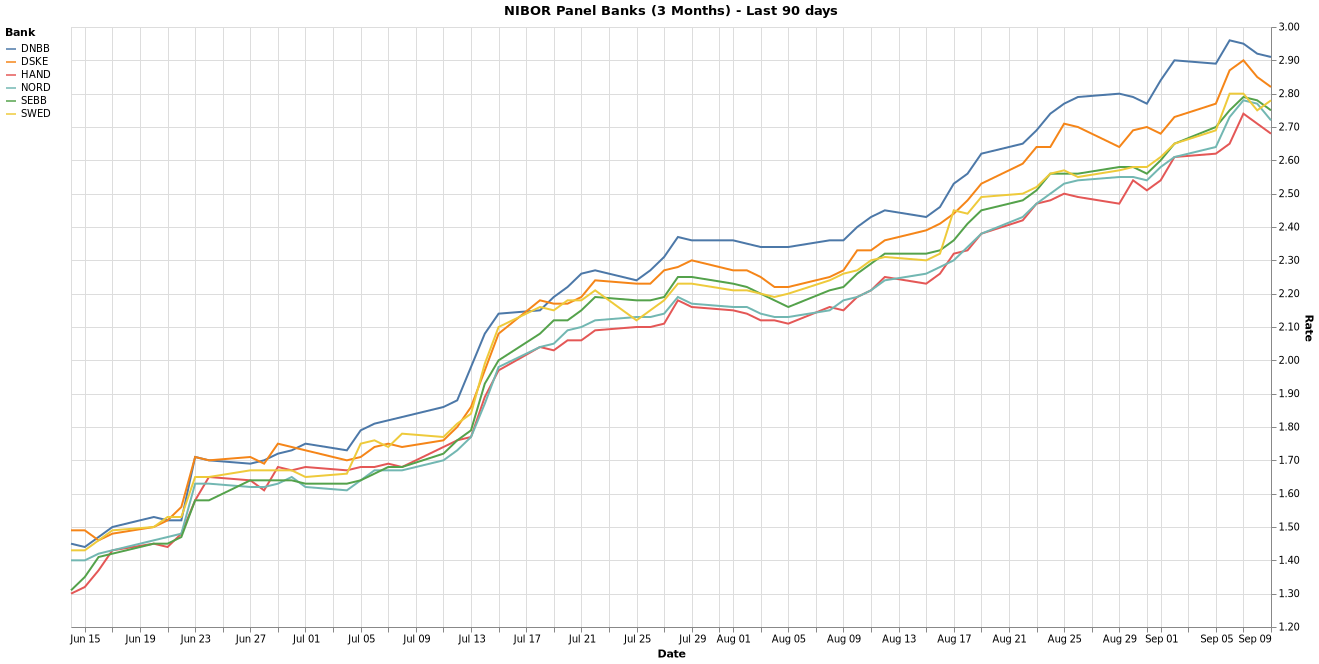 NIBOR Panel Banks (3 Months) - Last 90 days
Bank
DNBB
DSKE
HAND
NORD
SEBB
SWED
3.00
2.90
2.80
2.70
2.60
2.50
2.40
2.30
2.20
2.10
2.00
1.90
1.80
1.70
1.60
1.50
1.40
1.30
1.20
Rate
Jun 15 Jun 19 Jun 23 Jun 27 Jul 01 Jul 05 Jul 09 Jul 13 Jul 17 Jul 21 Jul 25 Jul 29 Aug 01 Aug 05 Aug 09 Aug 13 Aug 17 Aug 21 Aug 25 Aug 29 Sep 01 Sep 05 Sep 09
Date